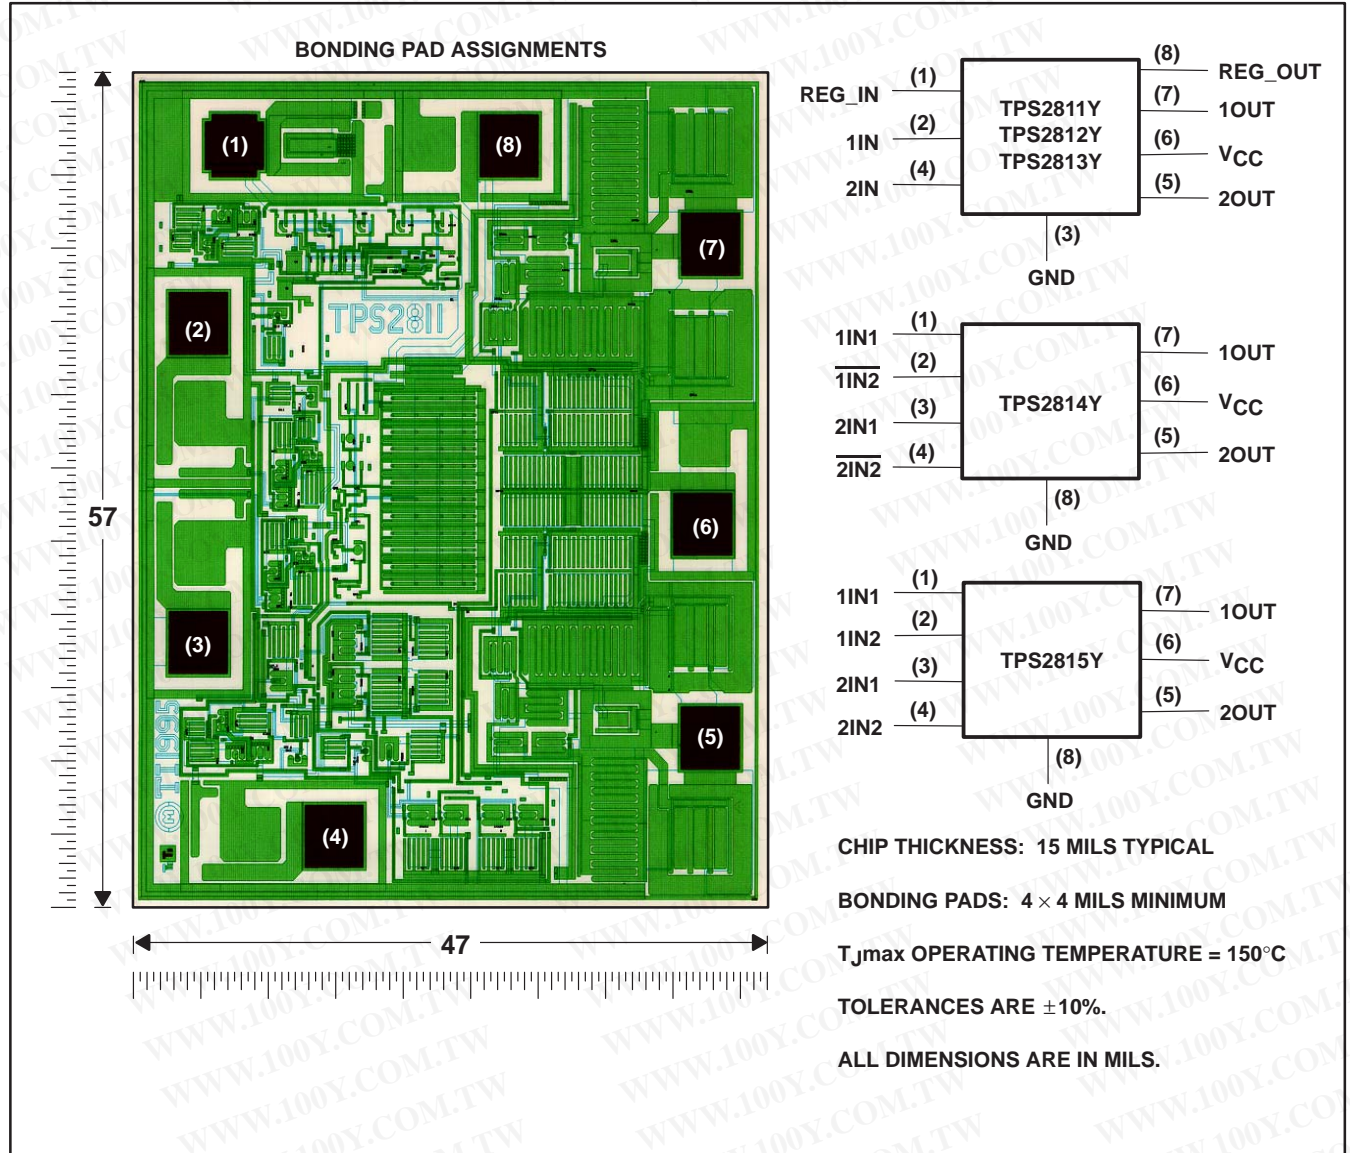 BONDING PAD ASSIGNMENTS
(1)
(8)
(7)
(2)
TPS2811
(6)
(3)
(5)
TI 1995
(4)
57
47
REG_IN (1)
1IN (2)
2IN (4)
TPS2811Y
TPS2812Y
TPS2813Y
(8) REG_OUT
(7) 1OUT
(6) VCC
(5) 2OUT
(3)
GND
1IN1 (1)
1IN2 (2)
2IN1 (3)
2IN2 (4)
TPS2814Y
(7) 1OUT
(6) VCC
(5) 2OUT
(8)
GND
1IN1 (1)
1IN2 (2)
2IN1 (3)
2IN2 (4)
TPS2815Y
(7) 1OUT
(6) VCC
(5) 2OUT
(8)
GND
CHIP THICKNESS: 15 MILS TYPICAL
BONDING PADS: 4 × 4 MILS MINIMUM
TJmax OPERATING TEMPERATURE = 150°C
TOLERANCES ARE ±10%.
ALL DIMENSIONS ARE IN MILS.
WWW.100Y.COM.TW